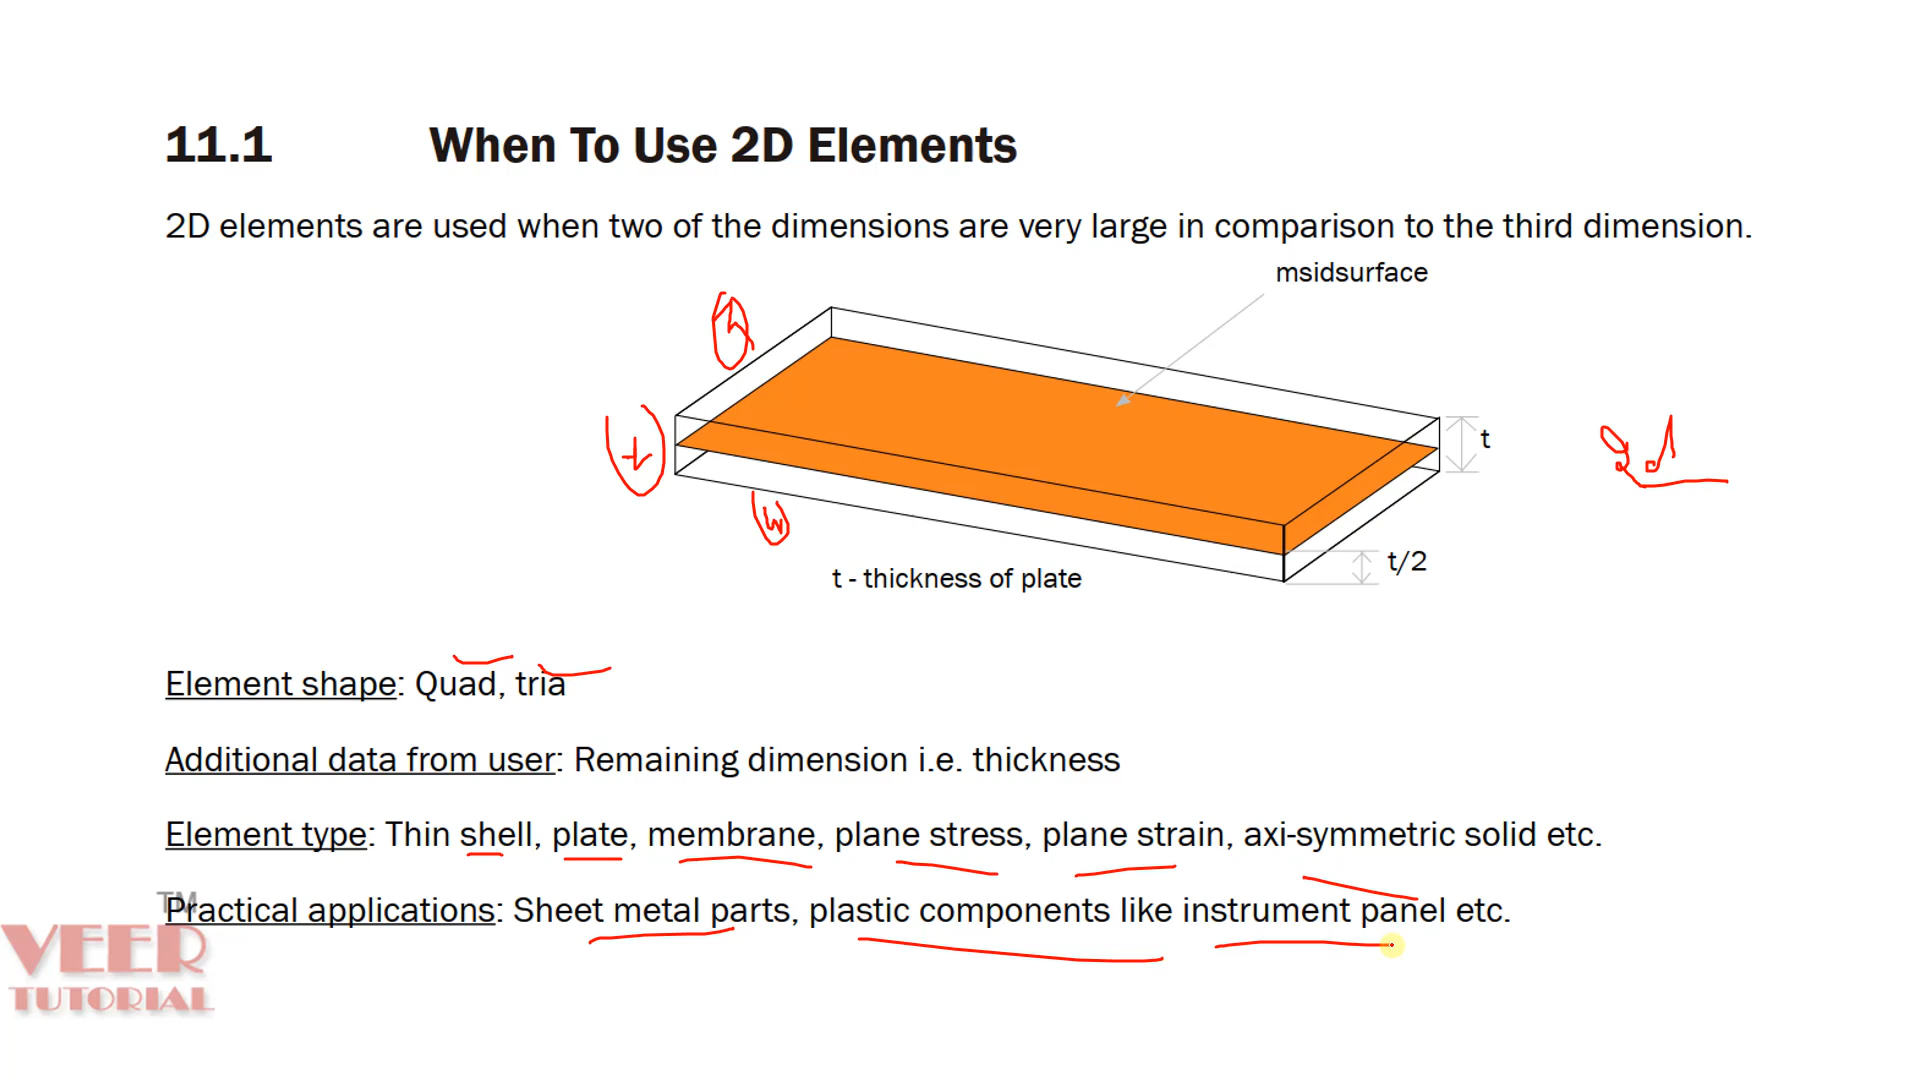 11.1 When To Use 2D Elements
2D elements are used when two of the dimensions are very large in comparison to the third dimension.
msidsurface
t
t
w
t/2
t - thickness of plate
Element shape: Quad, tria
Additional data from user: Remaining dimension i.e. thickness
Element type: Thin shell, plate, membrane, plane stress, plane strain, axi-symmetric solid etc.
Practical applications: Sheet metal parts, plastic components like instrument panel etc.
TM
VEER
TUTORIAL